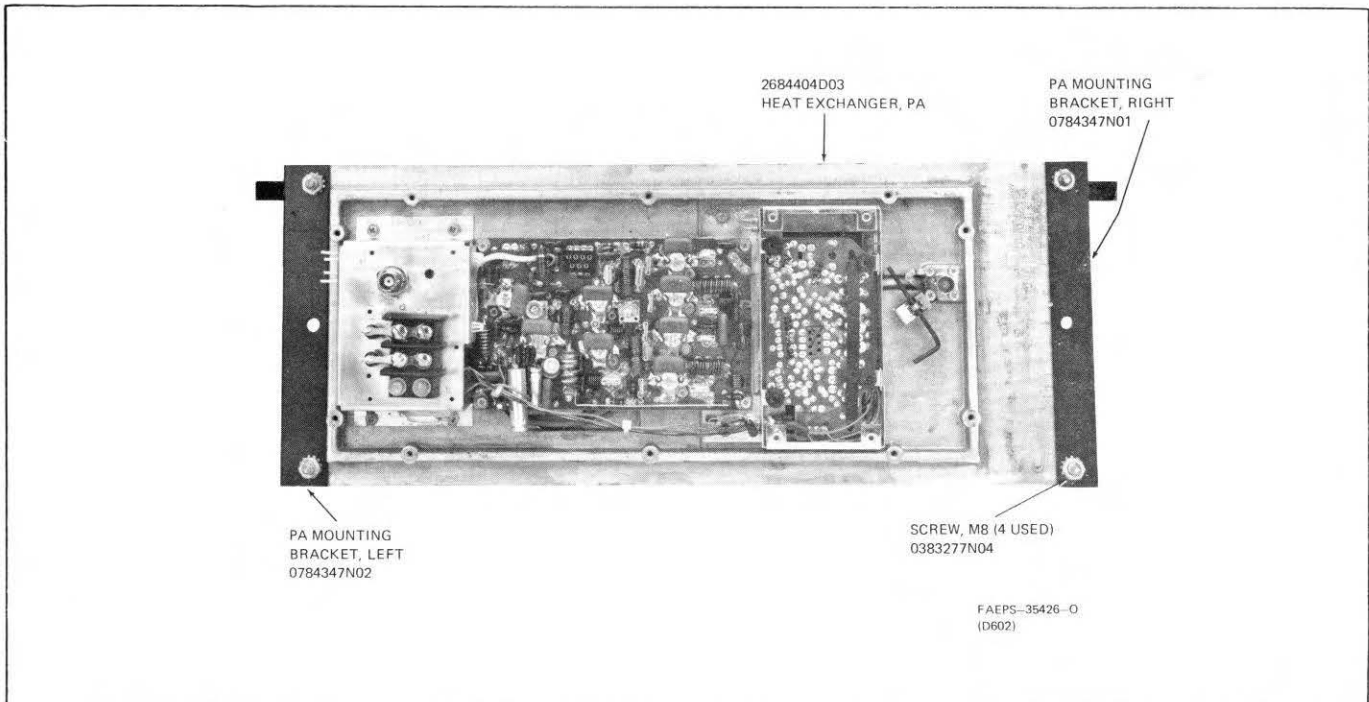 2684404D03
HEAT EXCHANGER, PA
PA MOUNTING
BRACKET, RIGHT
0784347N01
PA MOUNTING
BRACKET, LEFT
0784347N02
SCREW, M8 (4 USED)
0383277N04
FAEPS-35426-O
(D602)